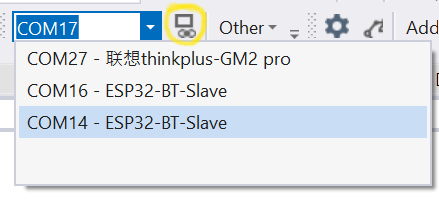 COM17 Other Add
COM27 - 联想thinkplus-GM2 pro
COM16 - ESP32-BT-Slave
COM14 - ESP32-BT-Slave